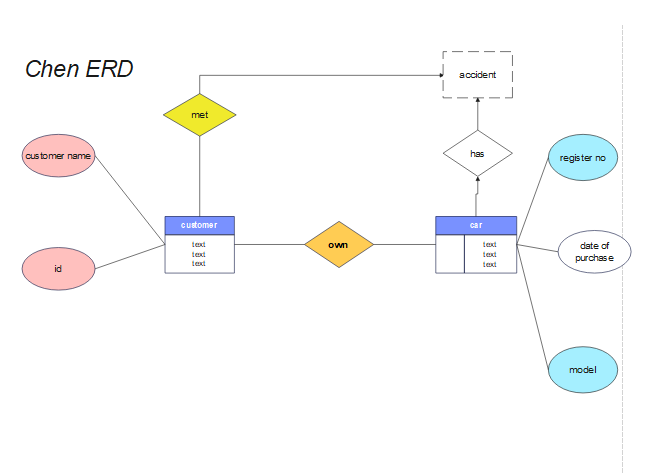 Chen ERD
accident
met
customer name
has
register no
customer
text
text
text
own
car
text
text
text
date of
purchase
id
model